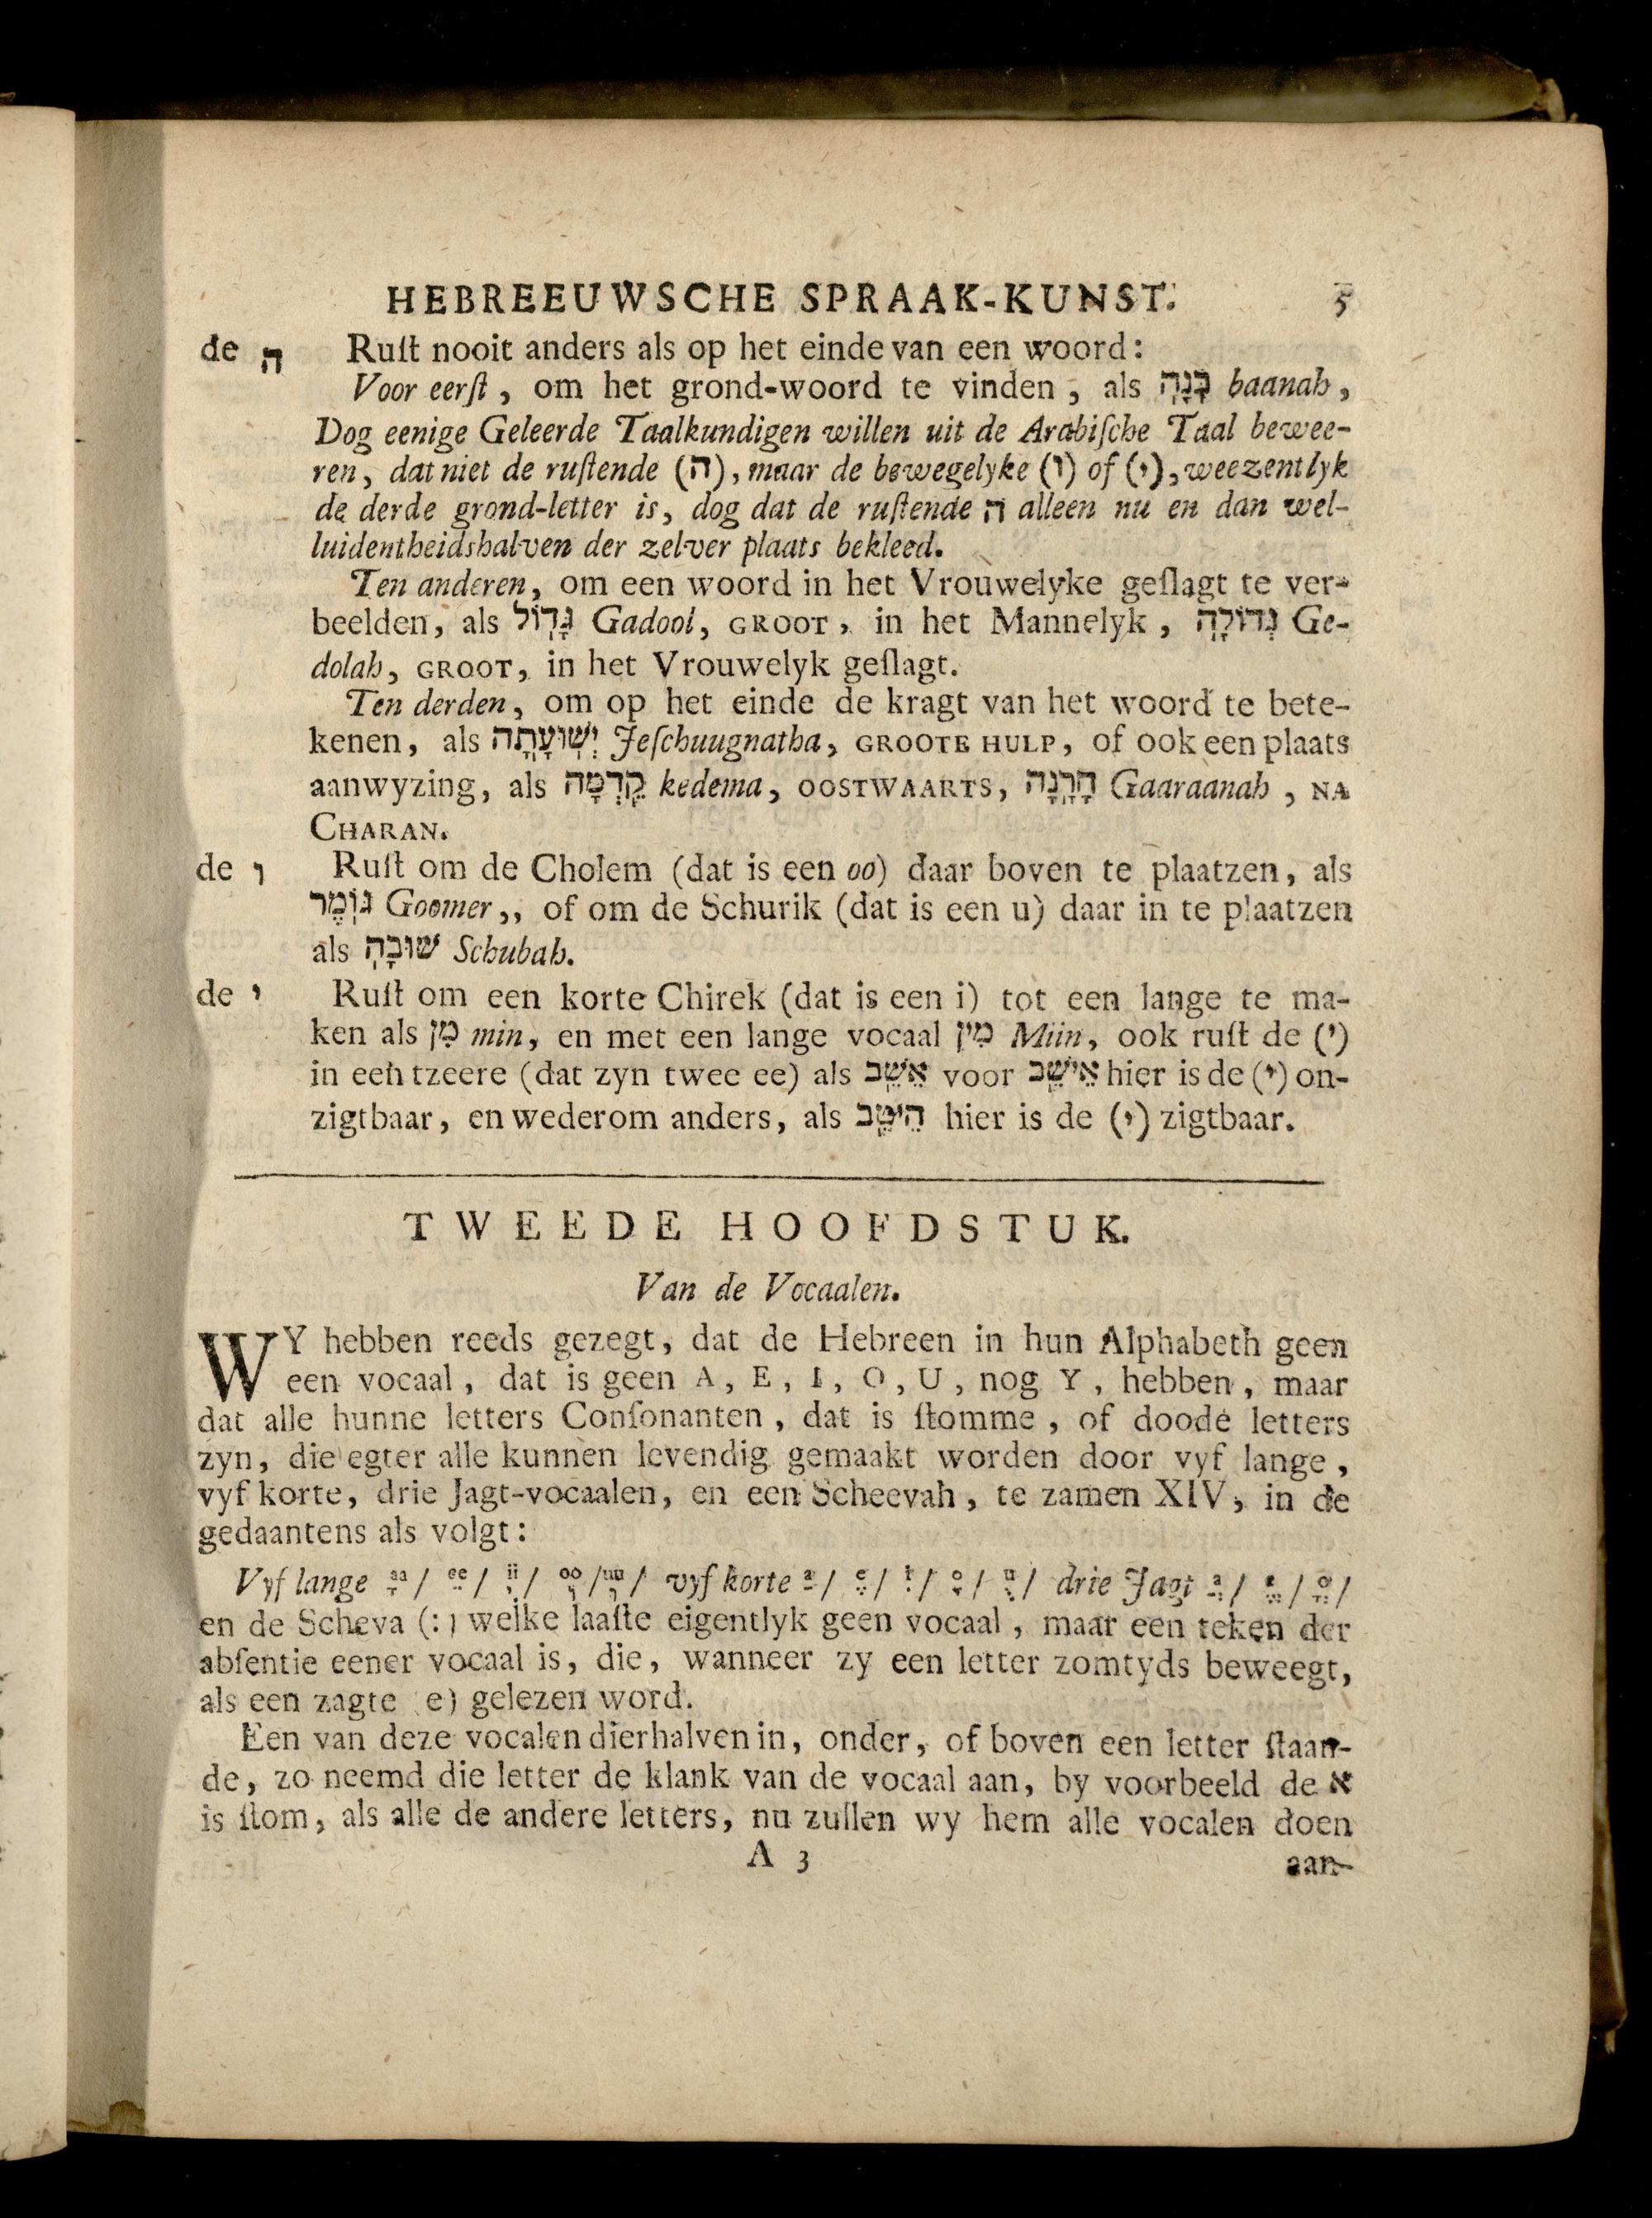 HEBREEUWSCHE SPRAAK-KUNST. 5
de ה Ruſt nooit anders als op het einde van een woord:
Voor eerſt, om het grond-woord te vinden, als בָּנָה baanah,
Dog eenige Geleerde Taalkundigen willen uit de Arabiſche Taal bewee-
ren, dat niet de ruſtende (ה), maar de bewegelyke (ו) of (י), weezentlyk
de derde grond-letter is, dog dat de ruſtende ה alleen nu en dan wel-
luidentheidshalven der zelver plaats bekleed.
Ten anderen, om een woord in het Vrouwelyke geſlagt te ver-
beelden, als גָּדוֹל Gadool, GROOT, in het Mannelyk, גְּדוֹלָה Ge-
dolah, GROOT, in het Vrouwelyk geſlagt.
Ten derden, om op het einde de kragt van het woord te bete-
kenen, als יְשׁוּעָתָה Jeſchuugnatha, GROOTE HULP, of ook een plaats
aanwyzing, als קֵדְמָה kedema, OOSTWAARTS, חָרָנָה Gaaraanah, NA
CHARAN.
de ו Ruſt om de Cholem (dat is een oo) daar boven te plaatzen, als
גּוֹמֶר Goomer,, of om de Schurik (dat is een u) daar in te plaatzen
als שׁוּבָה Schubah.
de י Ruſt om een korte Chirek (dat is een i) tot een lange te ma-
ken als מִן min, en met een lange vocaal מִין Miin, ook ruſt de (י)
in een tzeere (dat zyn twee ee) als אֵשֵׁב voor אֵישֵׁב hier is de (י) on-
zigtbaar, en wederom anders, als הֵיטֵב hier is de (י) zigtbaar.
TWEEDE HOOFDSTUK.
Van de Vocaalen.
WY hebben reeds gezegt, dat de Hebreen in hun Alphabeth geen
een vocaal, dat is geen A, E, I, O, U, nog Y, hebben, maar
dat alle hunne letters Conſonanten, dat is ſtomme, of doode letters
zyn, die egter alle kunnen levendig gemaakt worden door vyf lange,
vyf korte, drie Jagt-vocaalen, en een Scheevah, te zamen XIV, in de
gedaantens als volgt:
Vyf lange aa / ee / ii / oo / uu / vyf korte a / e / i / o / u / drie Jagt a / e / o /
en de Scheva (:) welke laaſte eigentlyk geen vocaal, maar een teken der
abſentie eener vocaal is, die, wanneer zy een letter zomtyds beweegt,
als een zagte e) gelezen word.
Een van deze vocalen dierhalven in, onder, of boven een letter ſtaan-
de, zo neemd die letter de klank van de vocaal aan, by voorbeeld de א
is ſtom, als alle de andere letters, nu zullen wy hem alle vocalen doen
A 3 aan-